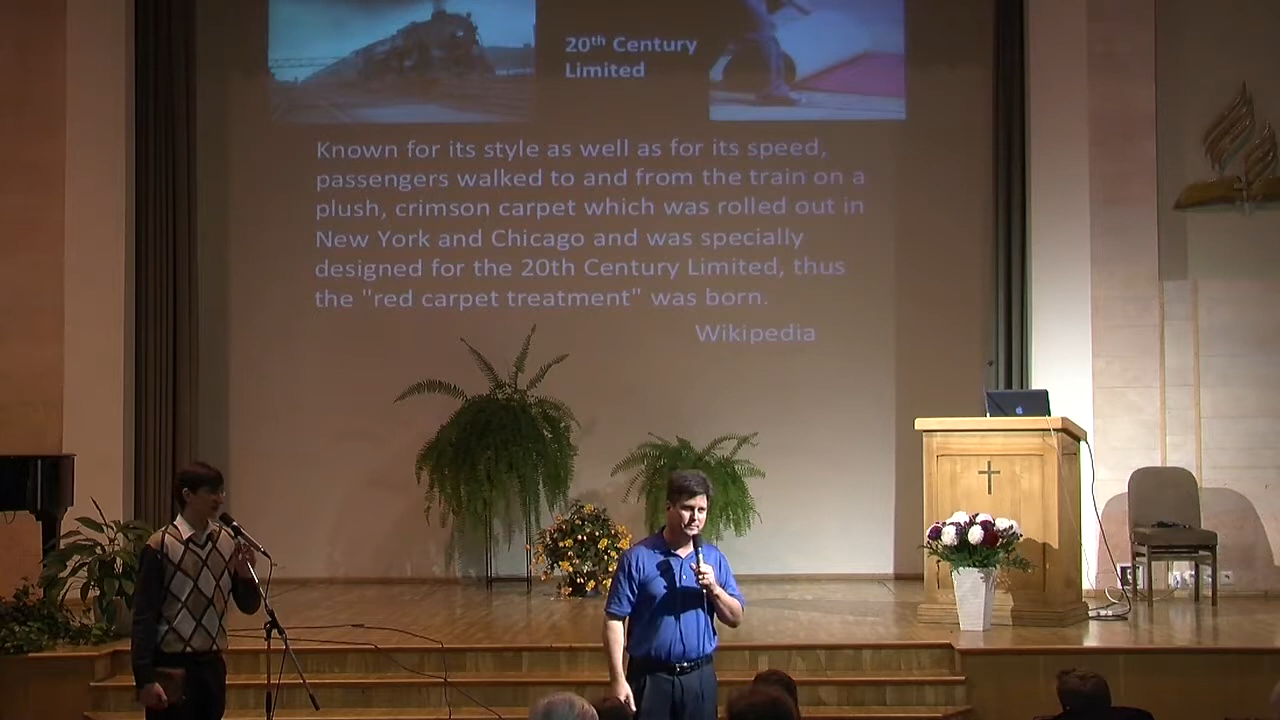 20th Century
Limited
Known for its style as well as for its speed,
passengers walked to and from the train on a
plush, crimson carpet which was rolled out in
New York and Chicago and was specially
designed for the 20th Century Limited, thus
the "red carpet treatment" was born.
Wikipedia